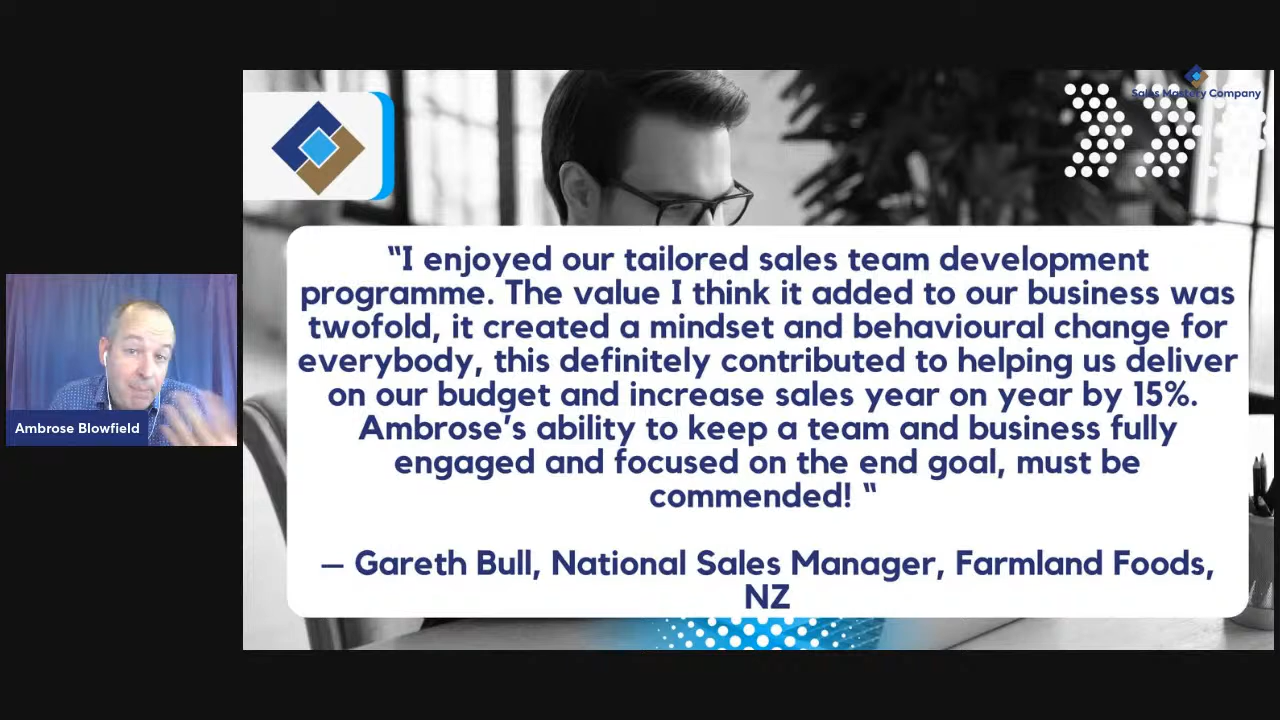 Sales Mastery Company
“I enjoyed our tailored sales team development
programme. The value I think it added to our business was
twofold, it created a mindset and behavioural change for
everybody, this definitely contributed to helping us deliver
on our budget and increase sales year on year by 15%.
Ambrose’s ability to keep a team and business fully
engaged and focused on the end goal, must be
commended! “
— Gareth Bull, National Sales Manager, Farmland Foods,
NZ
Ambrose Blowfield